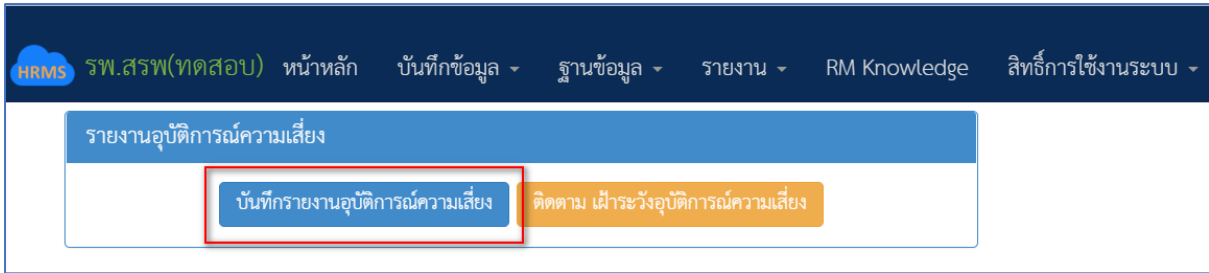 HRMS รพ.สรพ(ทดสอบ) หน้าหลัก บันทึกข้อมูล ฐานข้อมูล รายงาน RM Knowledge สิทธิ์การใช้งานระบบ
รายงานอุบัติการณ์ความเสี่ยง
บันทึกรายงานอุบัติการณ์ความเสี่ยง ติดตาม เฝ้าระวังอุบัติการณ์ความเสี่ยง